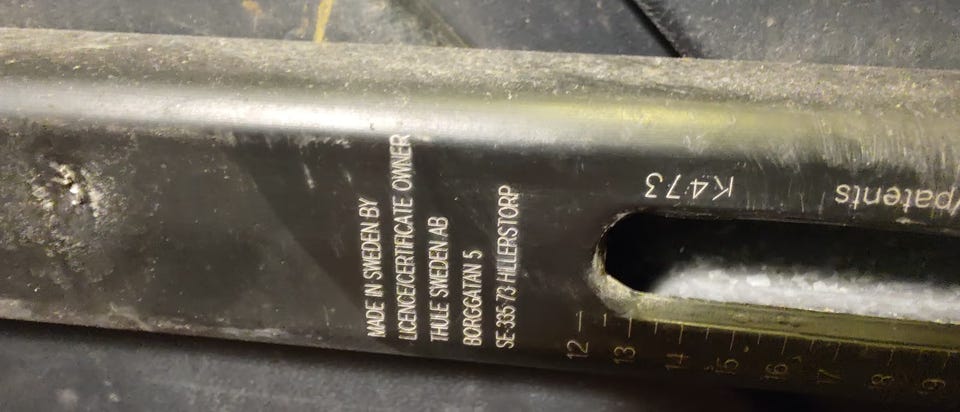 MADE IN SWEDEN BY
LICENCE/CERTIFICATE OWNER
THULE SWEDEN AB
BORGGATAN 5
SE-335 73 HILLERSTORP
K473
/patents
12
13
14
15
16
17
18
19